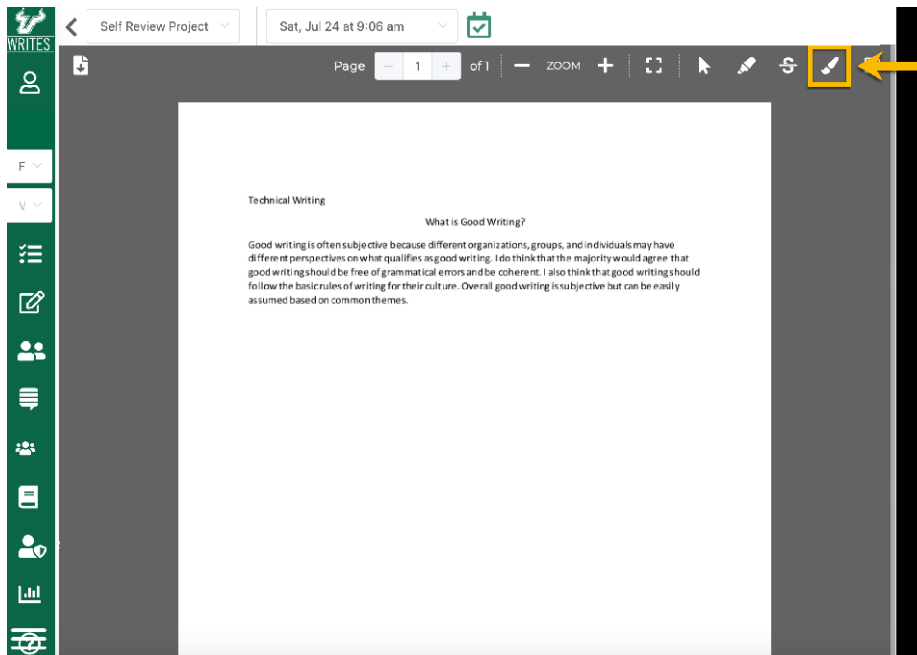 WRITES
Self Review Project
Sat, Jul 24 at 9:06 am
Page 1 of 1 ZOOM
F
V
Technical Writing
What is Good Writing?
Good writing is often subjective because different organizations, groups, and individuals may have
different perspectives on what qualifies as good writing. I do think that the majority would agree that
good writing should be free of grammatical errors and be coherent. I also think that good writing should
follow the basic rules of writing for their culture. Overall good writing is subjective but can be easily
assumed based on common themes.